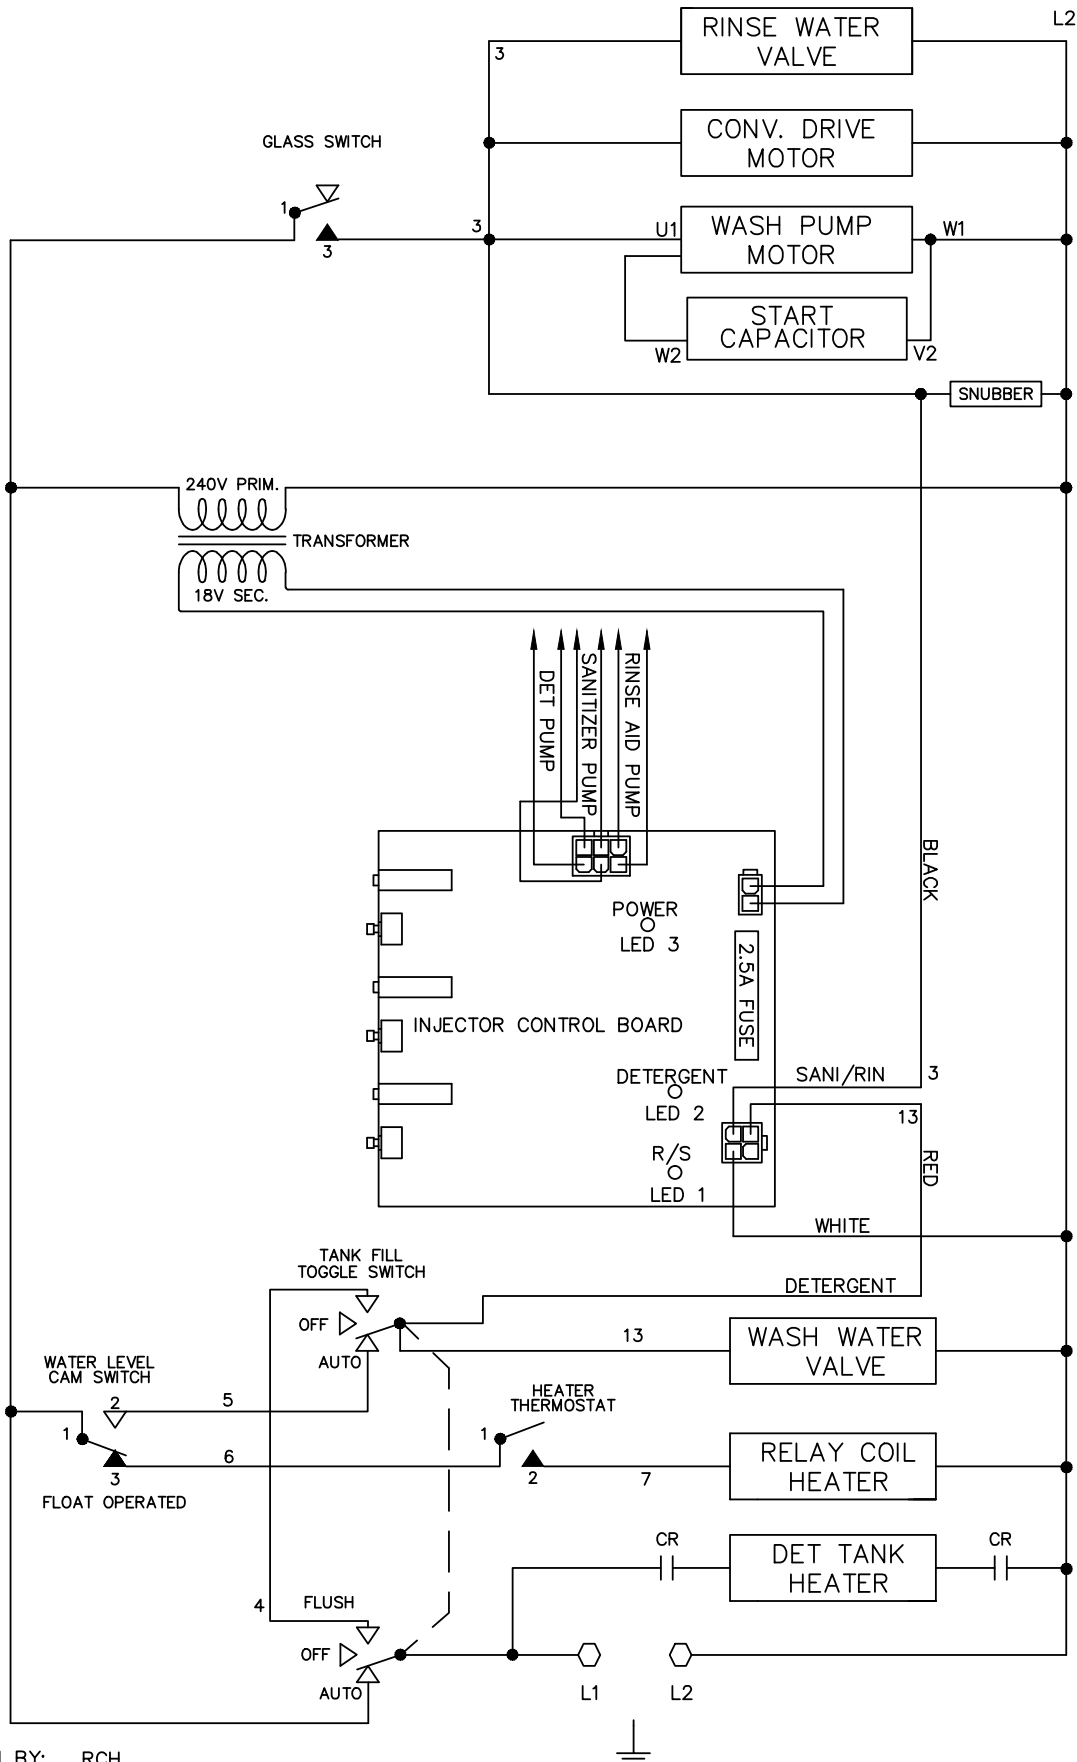 L2
RINSE WATER
VALVE
3
CONV. DRIVE
MOTOR
GLASS SWITCH
1
3
3
U1
WASH PUMP
MOTOR
W1
START
CAPACITOR
W2
V2
SNUBBER
240V PRIM.
TRANSFORMER
18V SEC.
DET PUMP
SANITIZER PUMP
RINSE AID PUMP
BLACK
POWER
LED 3
2.5A FUSE
INJECTOR CONTROL BOARD
DETERGENT
LED 2
SANI/RIN
3
13
R/S
LED 1
RED
WHITE
TANK FILL
TOGGLE SWITCH
DETERGENT
OFF
AUTO
13
WASH WATER
VALVE
WATER LEVEL
CAM SWITCH
2
5
1
HEATER
THERMOSTAT
1
6
3
2
7
RELAY COIL
HEATER
FLOAT OPERATED
CR
DET TANK
HEATER
CR
4
FLUSH
OFF
AUTO
L1
L2
BY: RCH